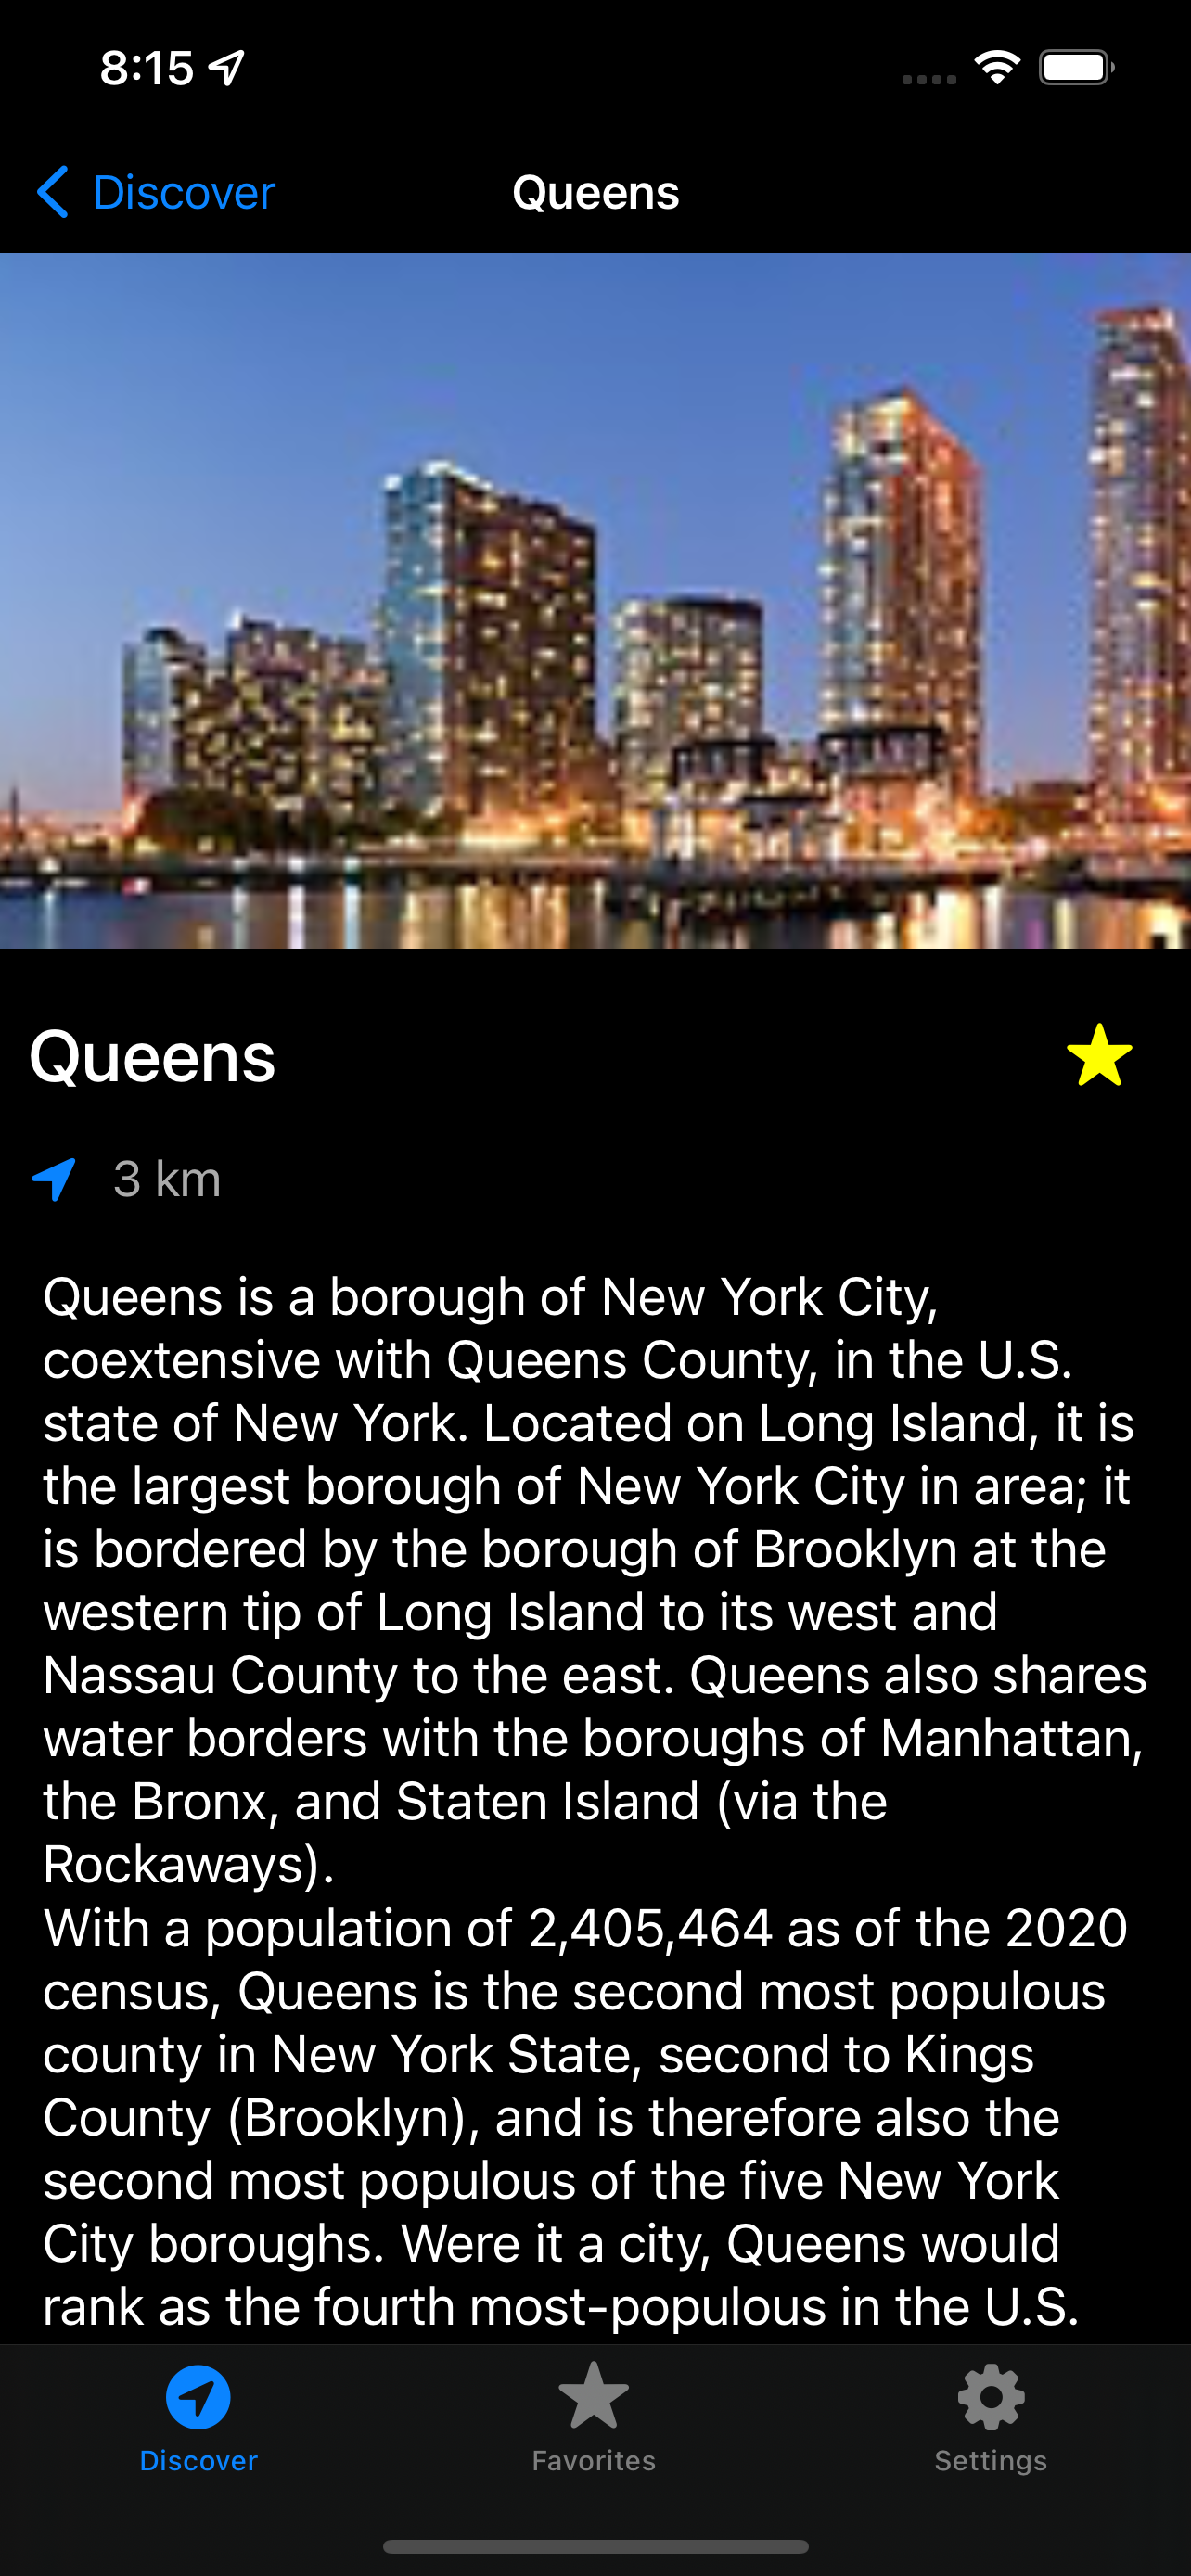 8:15
Discover
Queens
Queens
3 km
Queens is a borough of New York City,
coextensive with Queens County, in the U.S.
state of New York. Located on Long Island, it is
the largest borough of New York City in area; it
is bordered by the borough of Brooklyn at the
western tip of Long Island to its west and
Nassau County to the east. Queens also shares
water borders with the boroughs of Manhattan,
the Bronx, and Staten Island (via the
Rockaways).
With a population of 2,405,464 as of the 2020
census, Queens is the second most populous
county in New York State, second to Kings
County (Brooklyn), and is therefore also the
second most populous of the five New York
City boroughs. Were it a city, Queens would
rank as the fourth most-populous in the U.S.
Discover
Favorites
Settings